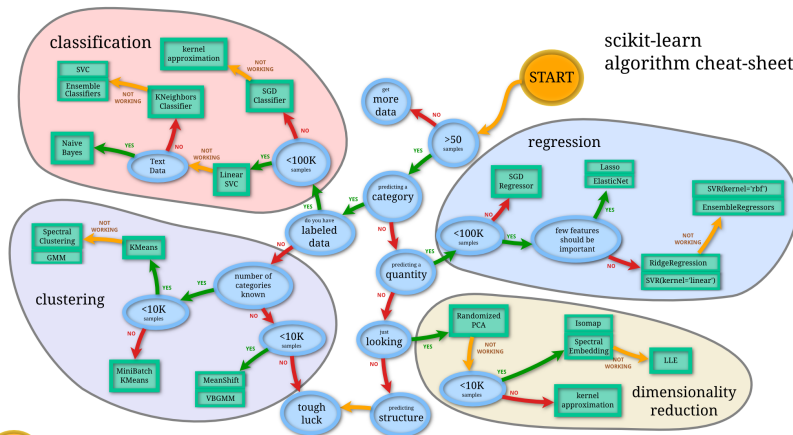 classification
kernel
approximation
scikit-learn
algorithm cheat-sheet
START
SVC
Ensemble
Classifiers
NOT
WORKING
KNeighbors
Classifier
NOT
WORKING
SGD
Classifier
get
more
data
NO
>50
samples
NO
YES
regression
Naive
Bayes
YES
Text
Data
NO
NOT
WORKING
Linear
SVC
YES
<100K
samples
YES
predicting a
category
YES
do you have
labeled
data
NO
NO
SGD
Regressor
NO
<100K
samples
YES
YES
Lasso
ElasticNet
YES
few features
should be
important
NO
SVR(kernel='rbf')
EnsembleRegressors
NOT
WORKING
RidgeRegression
SVR(kernel='linear')
predicting a
quantity
NO
Spectral
Clustering
GMM
NOT
WORKING
KMeans
YES
clustering
<10K
samples
YES
number of
categories
known
NO
NO
MiniBatch
KMeans
<10K
samples
YES
NO
MeanShift
VBGMM
just
looking
YES
NO
Randomized
PCA
NOT
WORKING
Isomap
Spectral
Embedding
NOT
WORKING
LLE
<10K
samples
YES
NO
kernel
approximation
dimensionality
reduction
tough
luck
predicting
structure